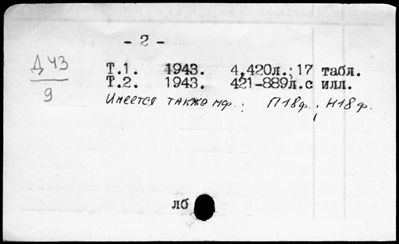 - 2 -
Д 43
9
Т.1. 1943. 4,420л.;17 табл.
Т.2. 1943. 421-889л.с илл.
Имеется также мф.: П18ф., Н18ф.
лб